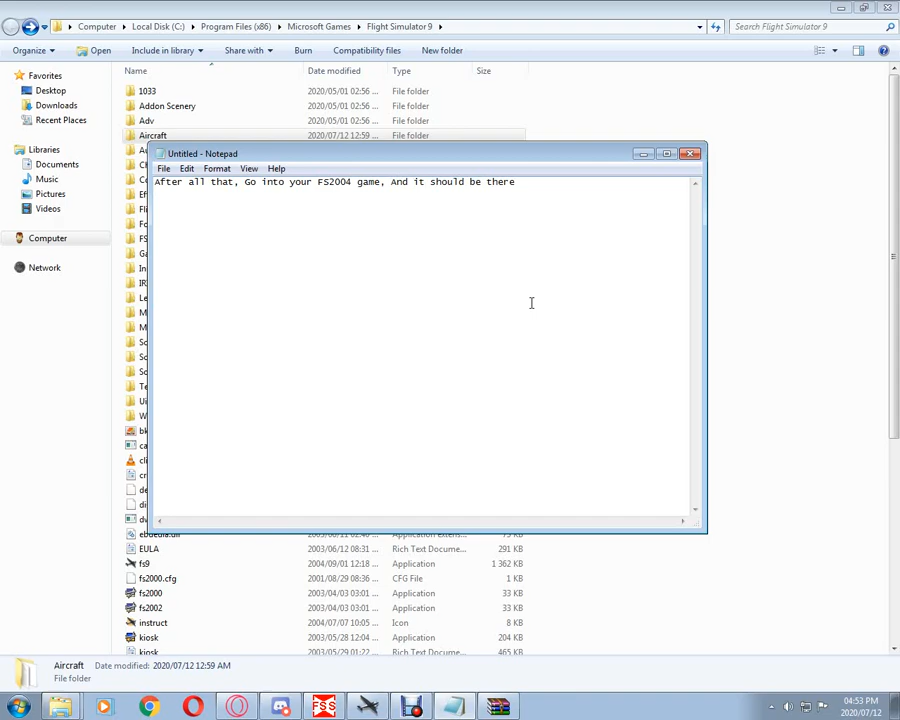 Computer Local Disk (C:) Program Files (x86) Microsoft Games Flight Simulator 9 Search Flight Simulator 9
Organize Open Include in library Share with Burn Compatibility files New folder
Name Date modified Type Size
Favorites
Desktop
Downloads
Recent Places
Libraries
Documents
Music
Pictures
Videos
Computer
Network
1033 2020/05/01 02:56 ... File folder
Addon Scenery 2020/05/01 02:56 ... File folder
Adv 2020/05/01 02:56 ... File folder
Aircraft 2020/07/12 12:59 ... File folder
Untitled - Notepad
File Edit Format View Help
After all that, Go into your FS2004 game, And it should be there
EULA 2003/06/12 08:31 ... Rich Text Docume... 291 KB
fs9 2004/09/01 12:18 ... Application 1 362 KB
fs2000.cfg 2001/08/29 08:36 ... CFG File 1 KB
fs2000 2003/04/03 03:01 ... Application 33 KB
fs2002 2003/04/03 03:01 ... Application 33 KB
instruct 2004/07/07 10:05 ... Icon 8 KB
kiosk 2003/05/28 12:04 ... Application 204 KB
kiosk 2003/05/29 01:22 ... Rich Text Docume... 465 KB
Aircraft Date modified: 2020/07/12 12:59 AM
File folder
FSS
04:53 PM
2020/07/12